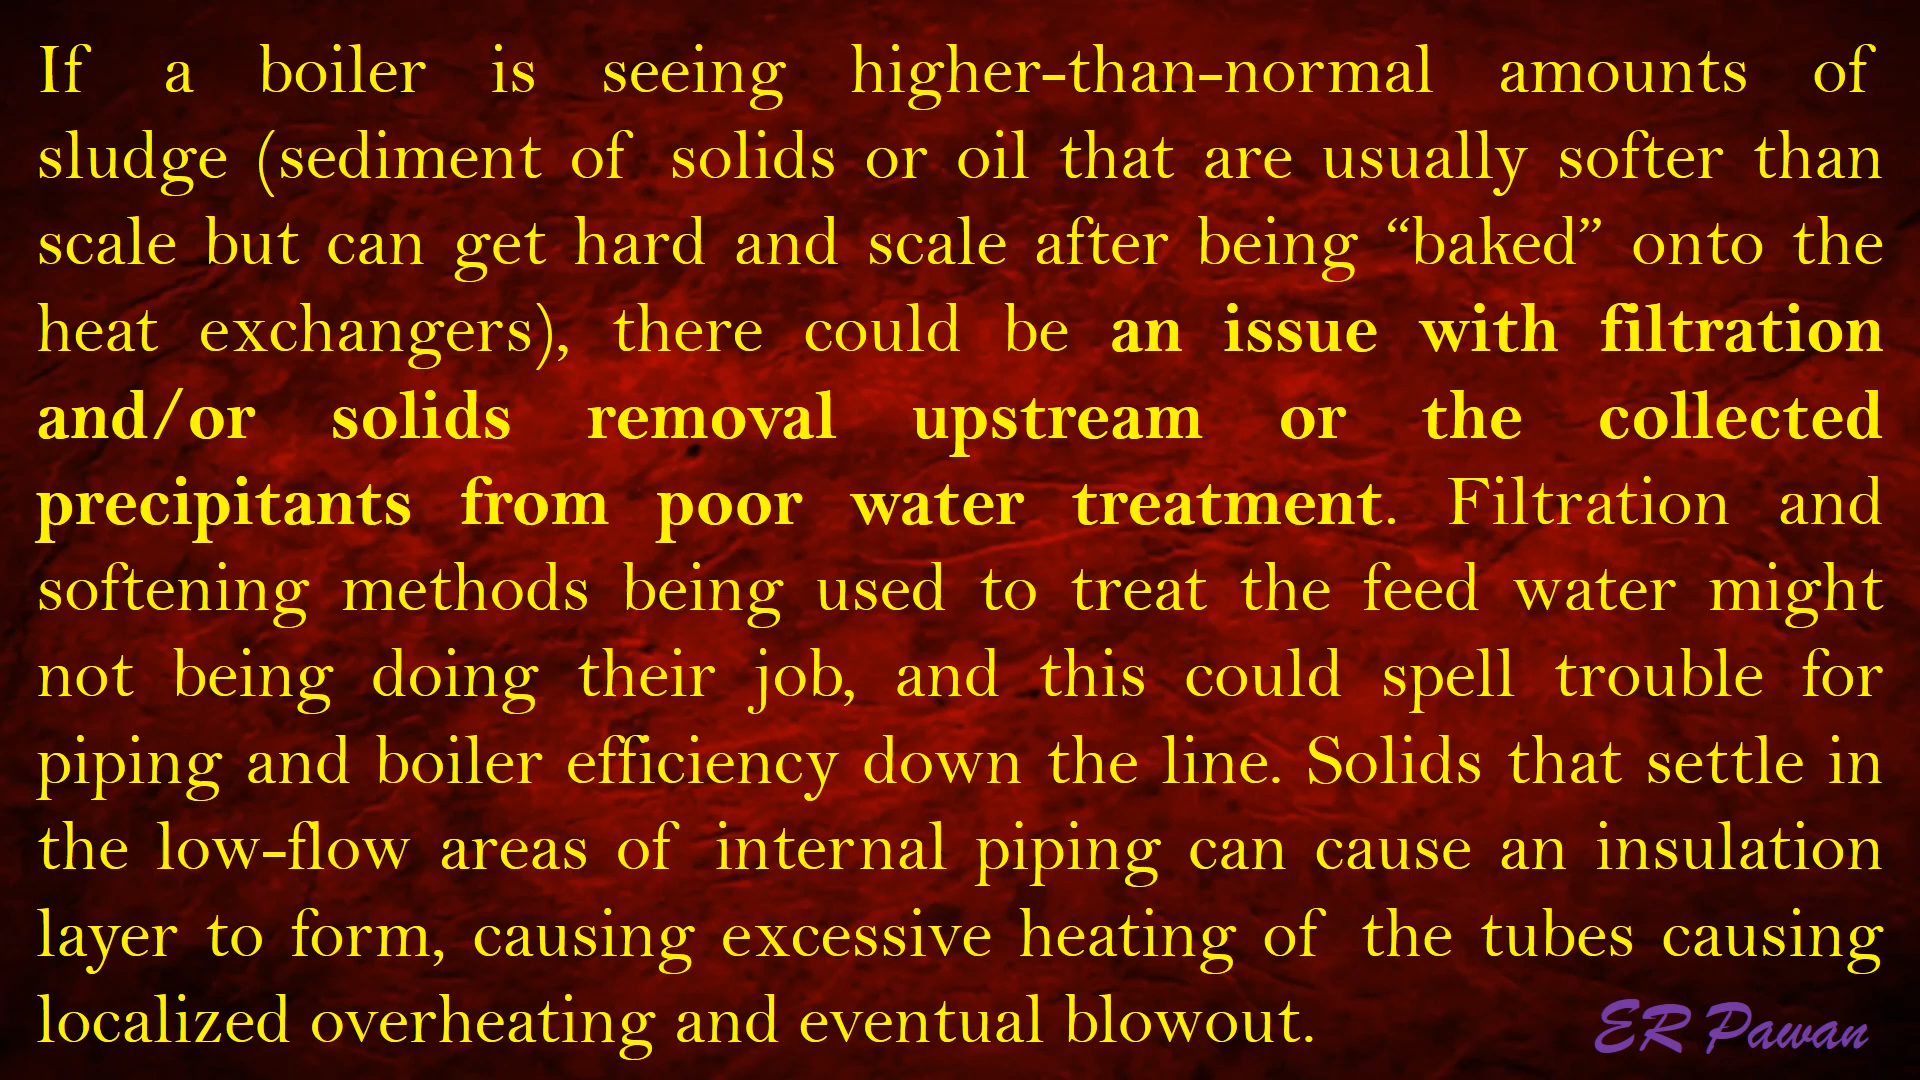 If a boiler is seeing higher-than-normal amounts of
sludge (sediment of solids or oil that are usually softer than
scale but can get hard and scale after being “baked” onto the
heat exchangers), there could be an issue with filtration
and/or solids removal upstream or the collected
precipitants from poor water treatment. Filtration and
softening methods being used to treat the feed water might
not being doing their job, and this could spell trouble for
piping and boiler efficiency down the line. Solids that settle in
the low-flow areas of internal piping can cause an insulation
layer to form, causing excessive heating of the tubes causing
localized overheating and eventual blowout.
ER Pawan